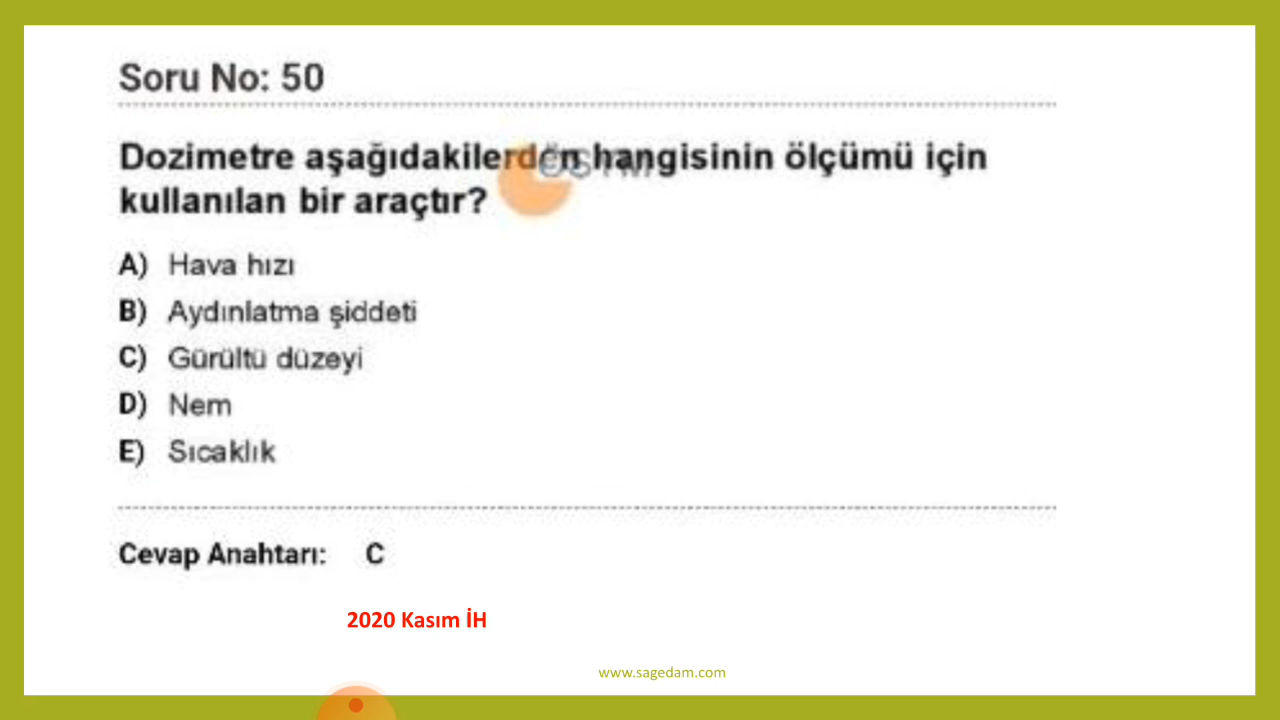 Soru No: 50
Dozimetre aşağıdakilerden hangisinin ölçümü için
kullanılan bir araçtır?
A) Hava hızı
B) Aydınlatma şiddeti
C) Gürültü düzeyi
D) Nem
E) Sıcaklık
Cevap Anahtarı: C
2020 Kasım İH
www.sagedam.com